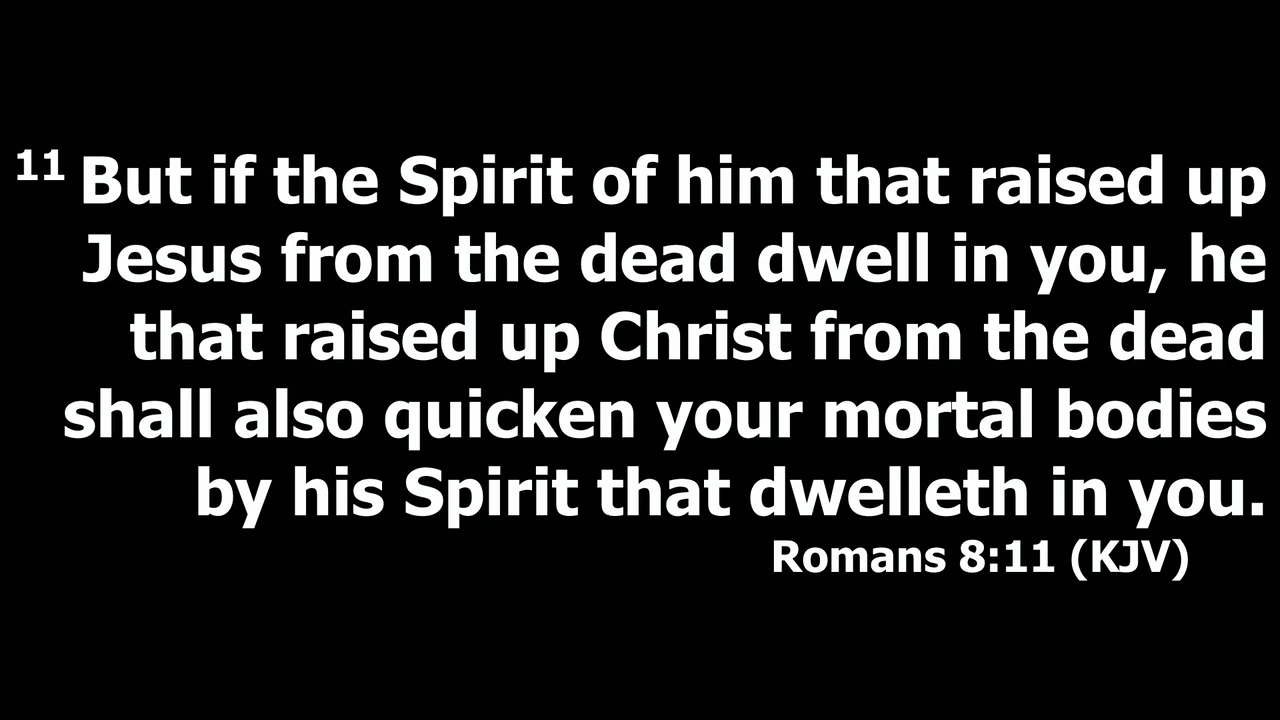 11 But if the Spirit of him that raised up
Jesus from the dead dwell in you, he
that raised up Christ from the dead
shall also quicken your mortal bodies
by his Spirit that dwelleth in you.
Romans 8:11 (KJV)